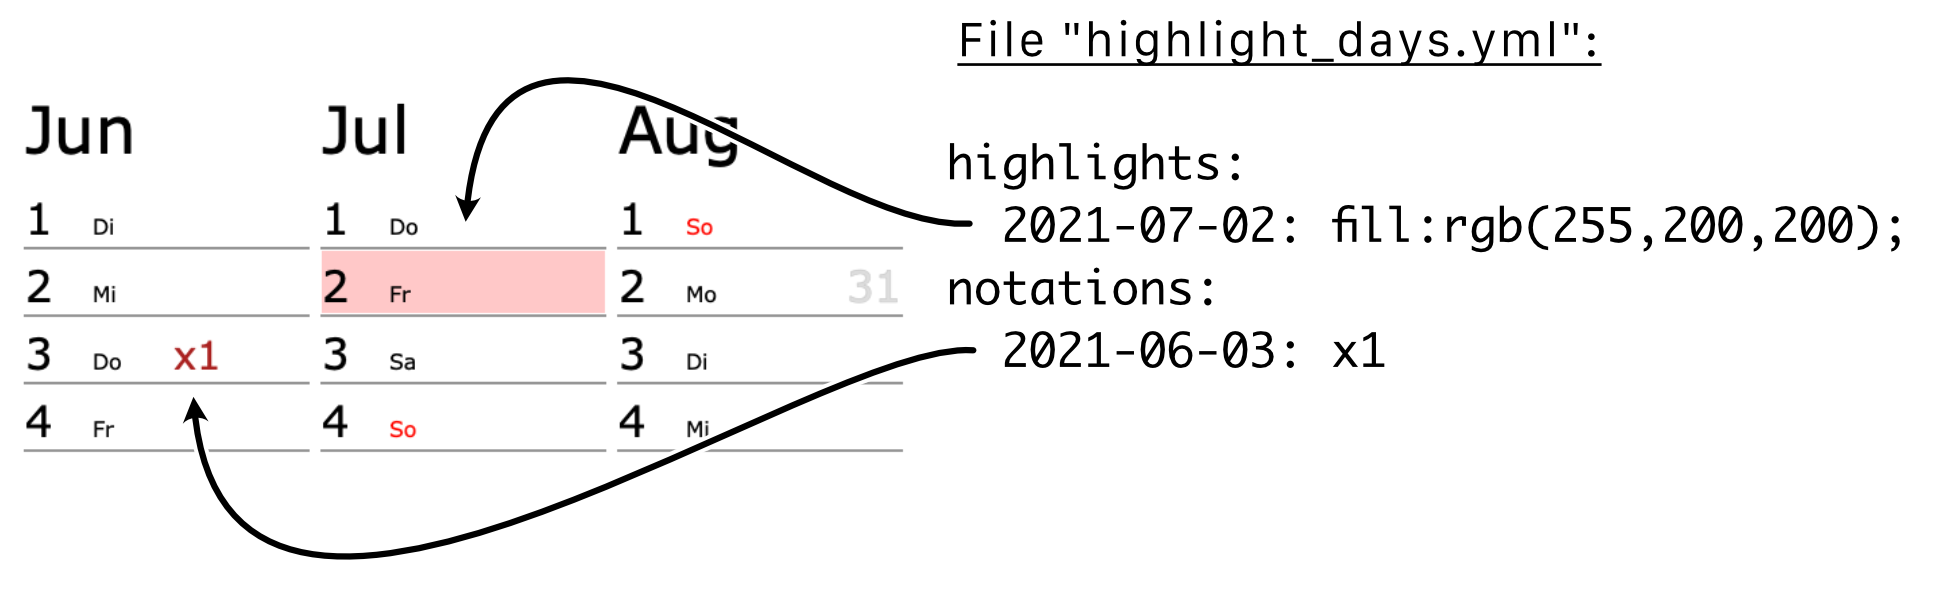 File "highlight_days.yml":
Jun Jul Aug
1 Di 1 Do 1 So
2 Mi 2 Fr 2 Mo 31
3 Do x1 3 Sa 3 Di
4 Fr 4 So 4 Mi
highlights:
2021-07-02: fill:rgb(255,200,200);
notations:
2021-06-03: x1